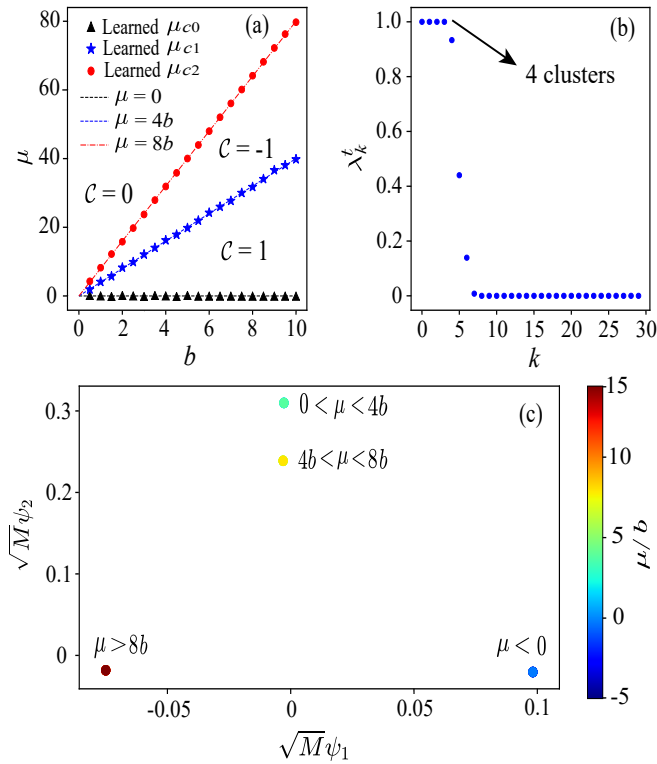 (a)
Learned μc0
Learned μc1
Learned μc2
μ = 0
μ = 4b
μ = 8b
𝒞 = -1
𝒞 = 0
𝒞 = 1
80
60
40
20
0
μ
0 2 4 6 8 10
b
(b)
4 clusters
1.0
0.8
0.6
0.4
0.2
0
λₖᵗ
0 5 10 15 20 25 30
k
(c)
0 < μ < 4b
4b < μ < 8b
μ > 8b
μ < 0
0.3
0.2
0.1
0
√Mψ₂
-0.05 0 0.05 0.1
√Mψ₁
15
10
5
0
-5
μ/b